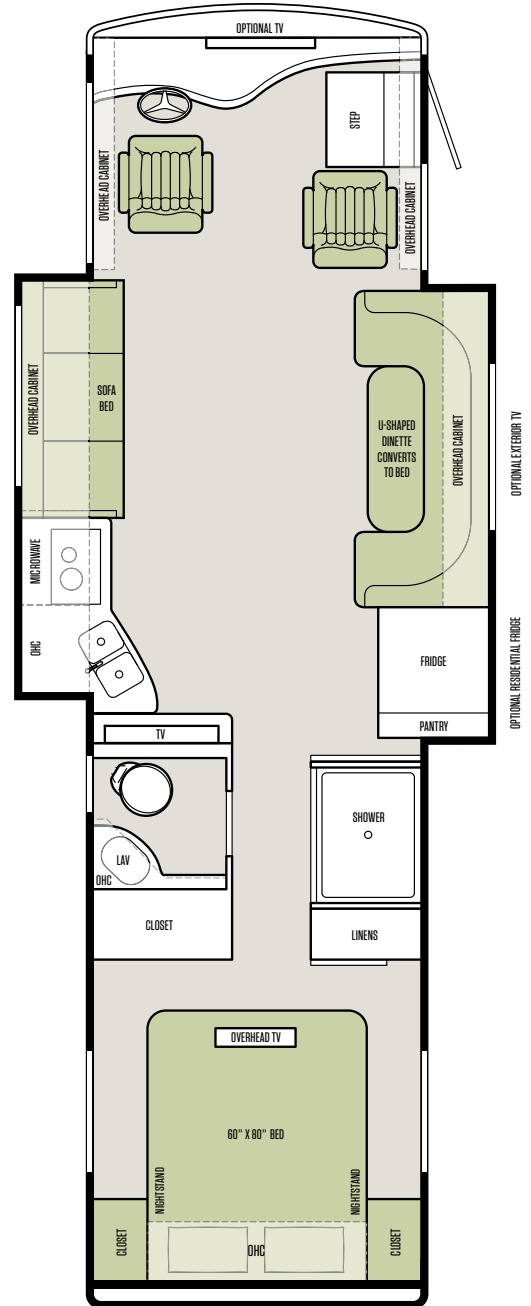 OPTIONAL TV
STEP
OVERHEAD CABINET
OVERHEAD CABINET
OVERHEAD CABINET
SOFA
BED
U-SHAPED
DINETTE
CONVERTS
TO BED
OVERHEAD CABINET
OPTIONAL EXTERIOR TV
MICROWAVE
OHC
FRIDGE
OPTIONAL RESIDENTIAL FRIDGE
PANTRY
TV
SHOWER
LAV
OHC
CLOSET
LINENS
OVERHEAD TV
60" X 80" BED
NIGHTSTAND
NIGHTSTAND
CLOSET
OHC
CLOSET